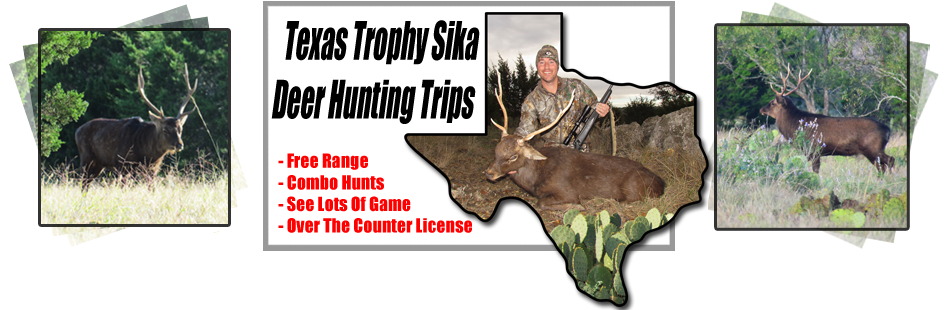 Texas Trophy Sika
Deer Hunting Trips
- Free Range
- Combo Hunts
- See Lots Of Game
- Over The Counter License